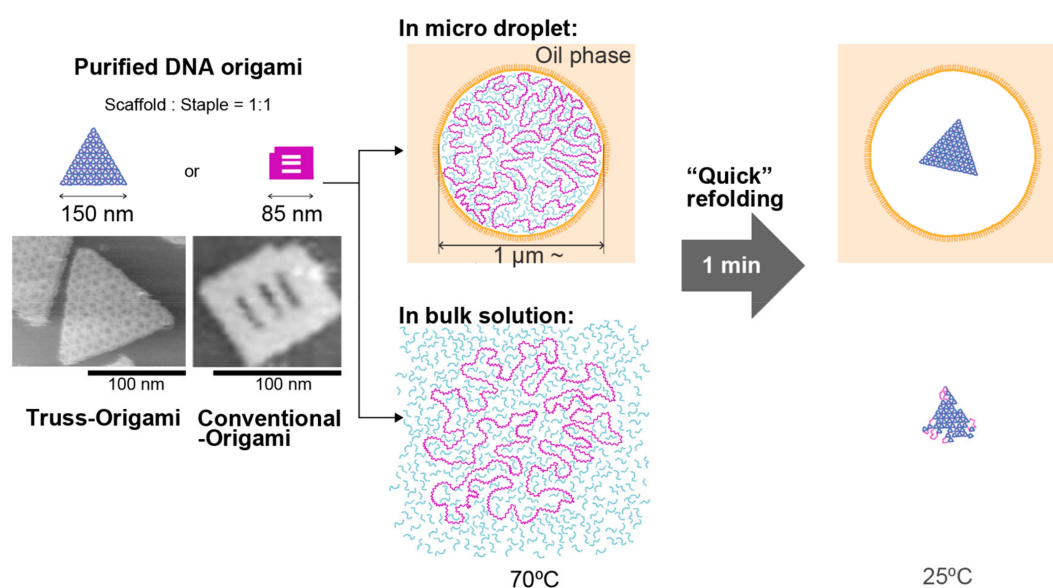 Purified DNA origami
Scaffold : Staple = 1:1
or
150 nm
85 nm
100 nm
100 nm
Truss-Origami
Conventional
-Origami
In micro droplet:
Oil phase
1 µm ~
In bulk solution:
70ºC
“Quick”
refolding
1 min
25ºC